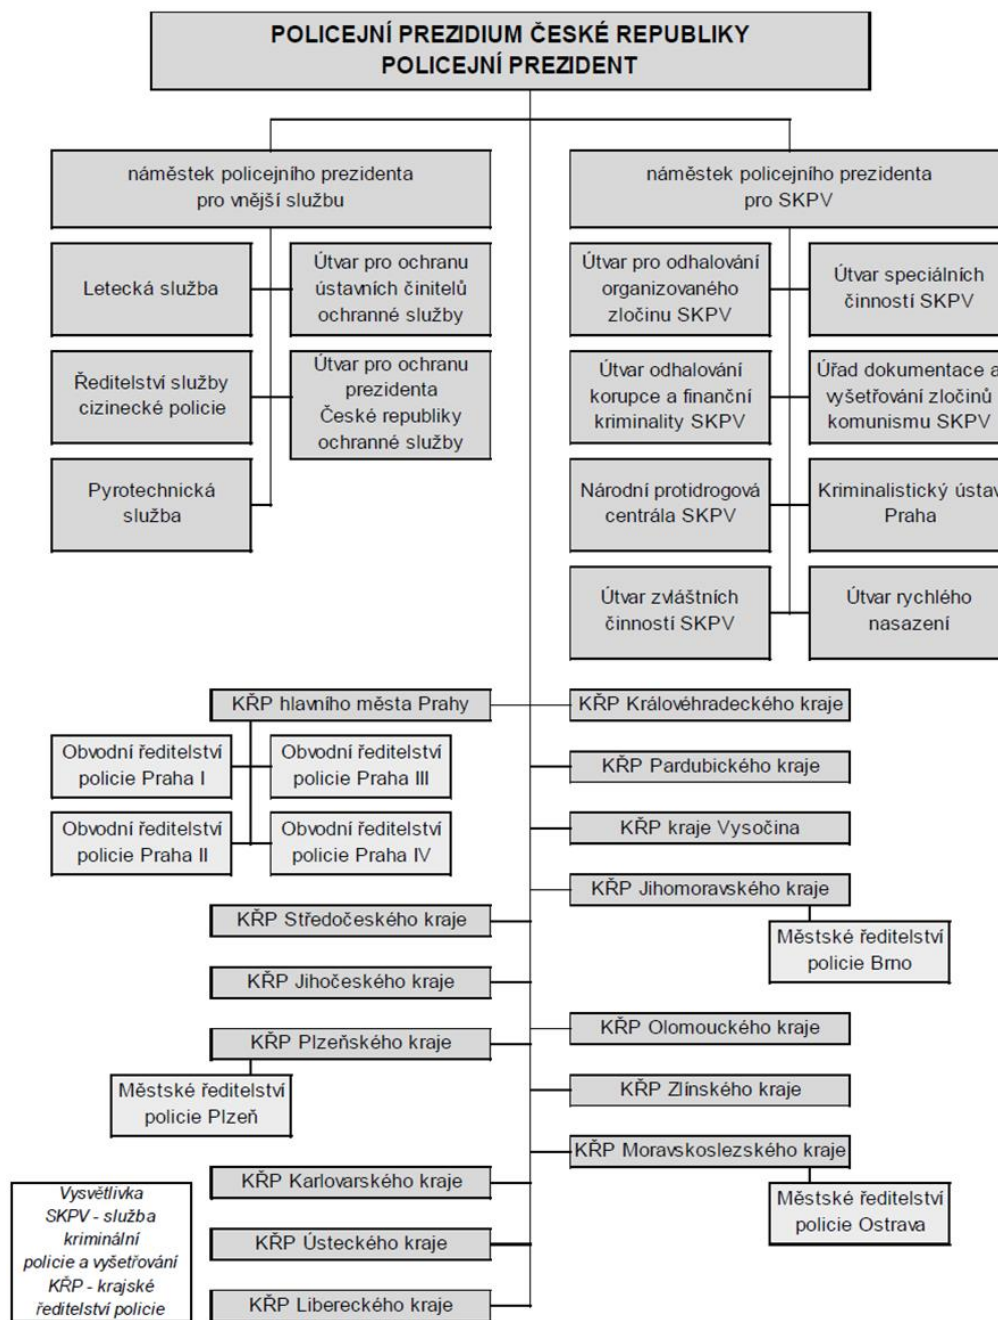 POLICEJNÍ PREZIDIUM ČESKÉ REPUBLIKY
POLICEJNÍ PREZIDENT
náměstek policejního prezidenta
pro vnější službu
náměstek policejního prezidenta
pro SKPV
Letecká služba
Útvar pro ochranu
ústavních činitelů
ochranné služby
Ředitelství služby
cizinecké policie
Útvar pro ochranu
prezidenta
České republiky
ochranné služby
Pyrotechnická
služba
Útvar pro odhalování
organizovaného
zločinu SKPV
Útvar speciálních
činností SKPV
Útvar odhalování
korupce a finanční
kriminality SKPV
Úřad dokumentace a
vyšetřování zločinů
komunismu SKPV
Národní protidrogová
centrála SKPV
Kriminalistický ústav
Praha
Útvar zvláštních
činností SKPV
Útvar rychlého
nasazení
KŘP hlavního města Prahy
Obvodní ředitelství
policie Praha I
Obvodní ředitelství
policie Praha III
Obvodní ředitelství
policie Praha II
Obvodní ředitelství
policie Praha IV
KŘP Středočeského kraje
KŘP Jihočeského kraje
KŘP Plzeňského kraje
Městské ředitelství
policie Plzeň
KŘP Karlovarského kraje
KŘP Ústeckého kraje
KŘP Libereckého kraje
KŘP Královéhradeckého kraje
KŘP Pardubického kraje
KŘP kraje Vysočina
KŘP Jihomoravského kraje
Městské ředitelství
policie Brno
KŘP Olomouckého kraje
KŘP Zlínského kraje
KŘP Moravskoslezského kraje
Městské ředitelství
policie Ostrava
Vysvětlivka
SKPV - služba
kriminální
policie a vyšetřování
KŘP - krajské
ředitelství policie